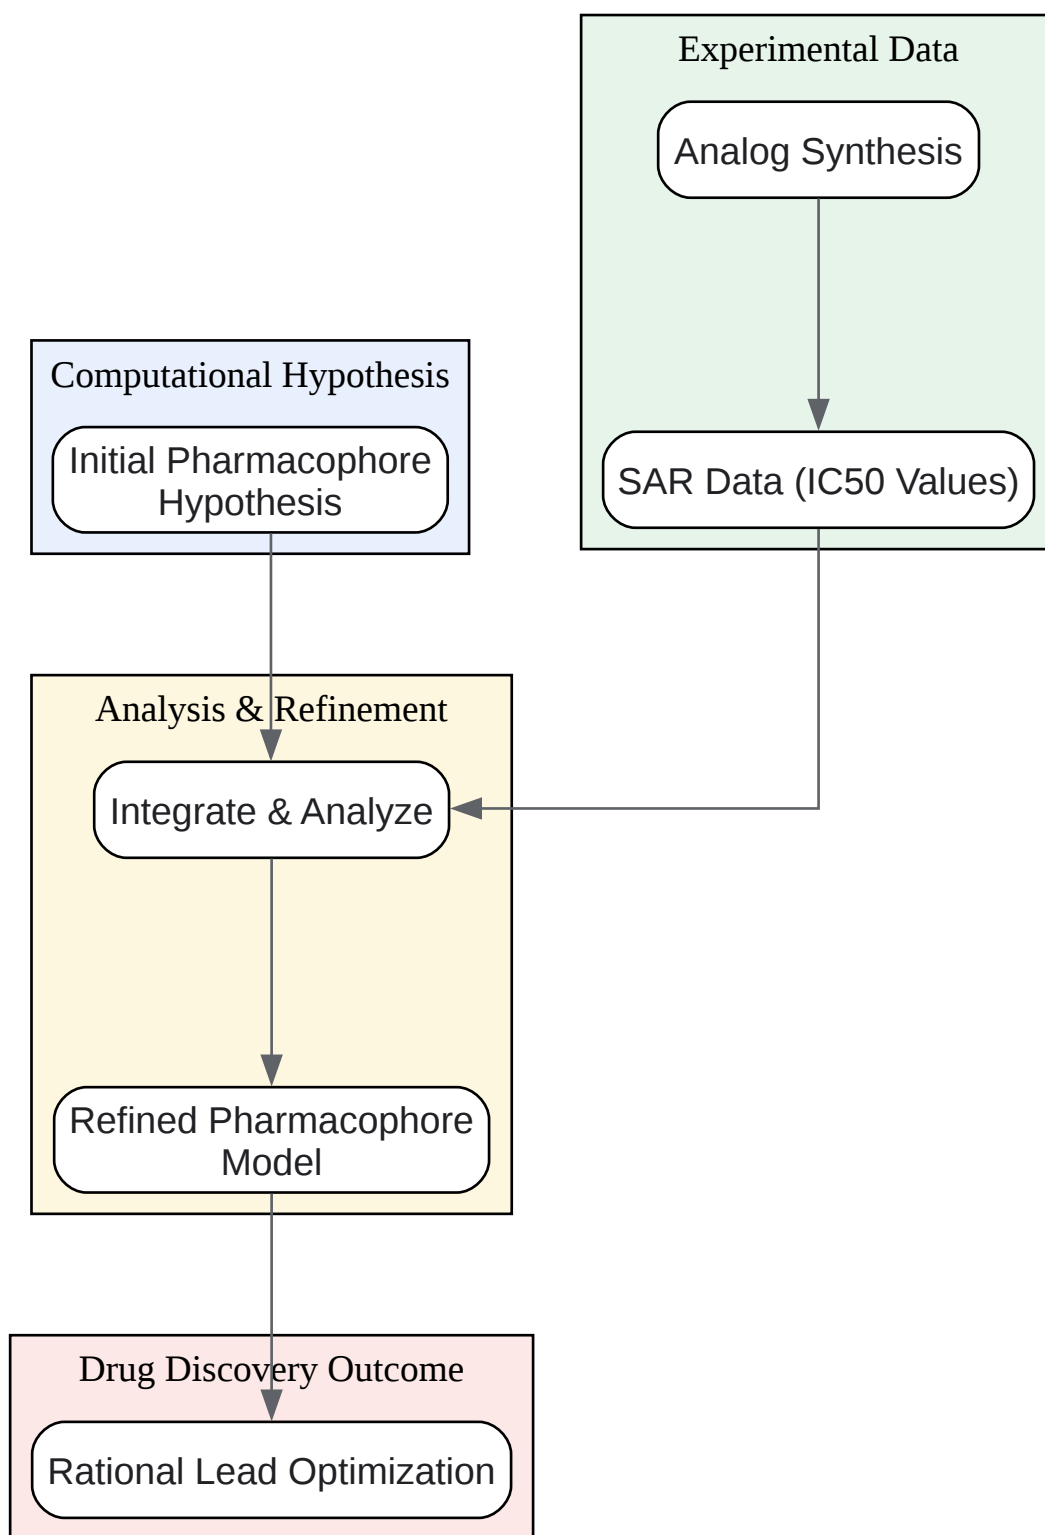 Experimental Data
Analog Synthesis
SAR Data (IC50 Values)
Computational Hypothesis
Initial Pharmacophore
Hypothesis
Analysis & Refinement
Integrate & Analyze
Refined Pharmacophore
Model
Drug Discovery Outcome
Rational Lead Optimization